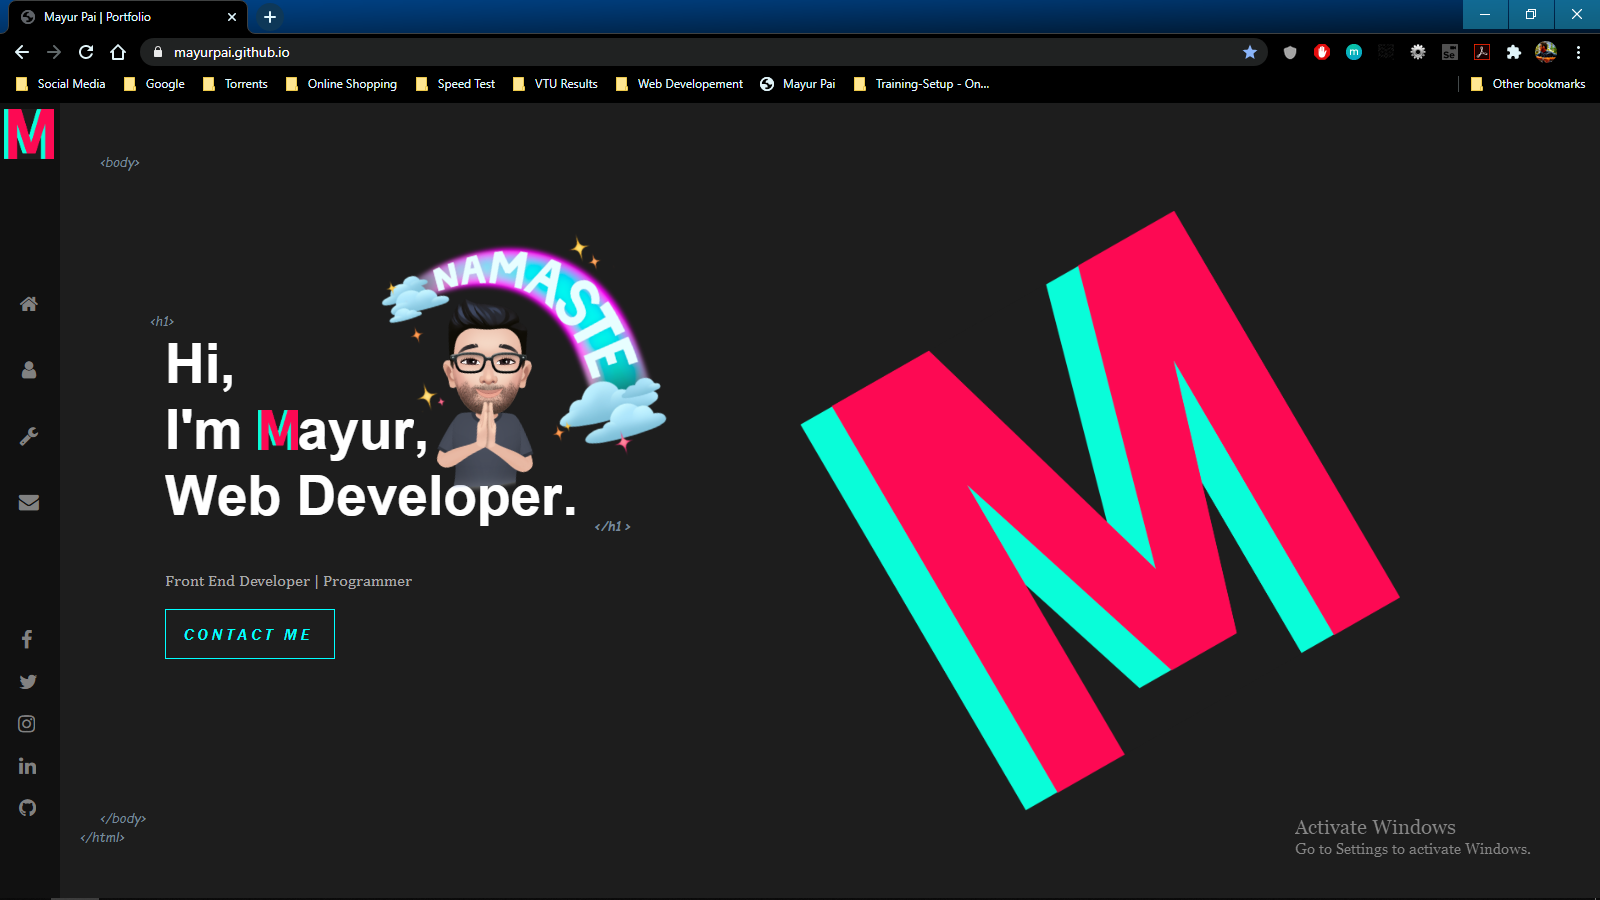 Mayur Pai | Portfolio
mayurpai.github.io
Social Media Google Torrents Online Shopping Speed Test VTU Results Web Developement Mayur Pai Training-Setup - On... Other bookmarks
M
<body>
NAMASTE
<h1>
Hi,
I'm Mayur,
Web Developer.
</h1>
Front End Developer | Programmer
CONTACT ME
M
</body>
</html>
Activate Windows
Go to Settings to activate Windows.